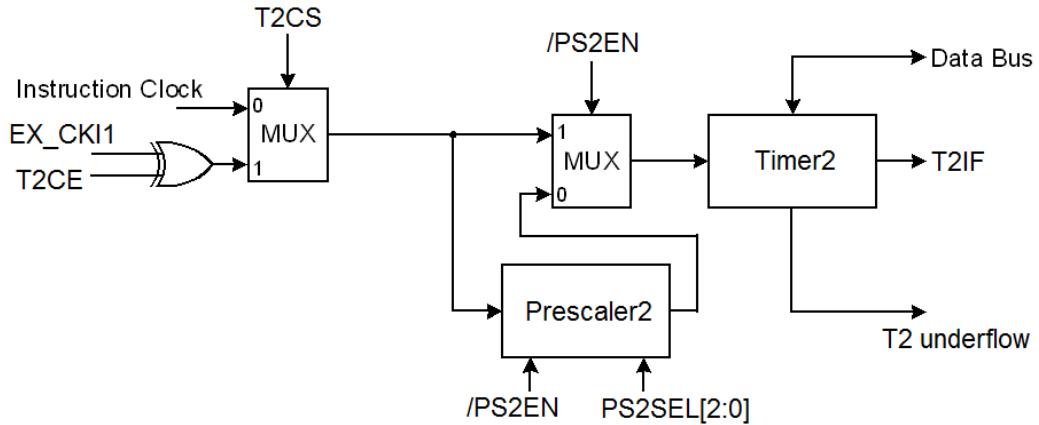 T2CS
/PS2EN
Data Bus
Instruction Clock
0
MUX
EX_CKI1
1
T2CE
1
MUX
0
Timer2
T2IF
Prescaler2
T2 underflow
/PS2EN
PS2SEL[2:0]